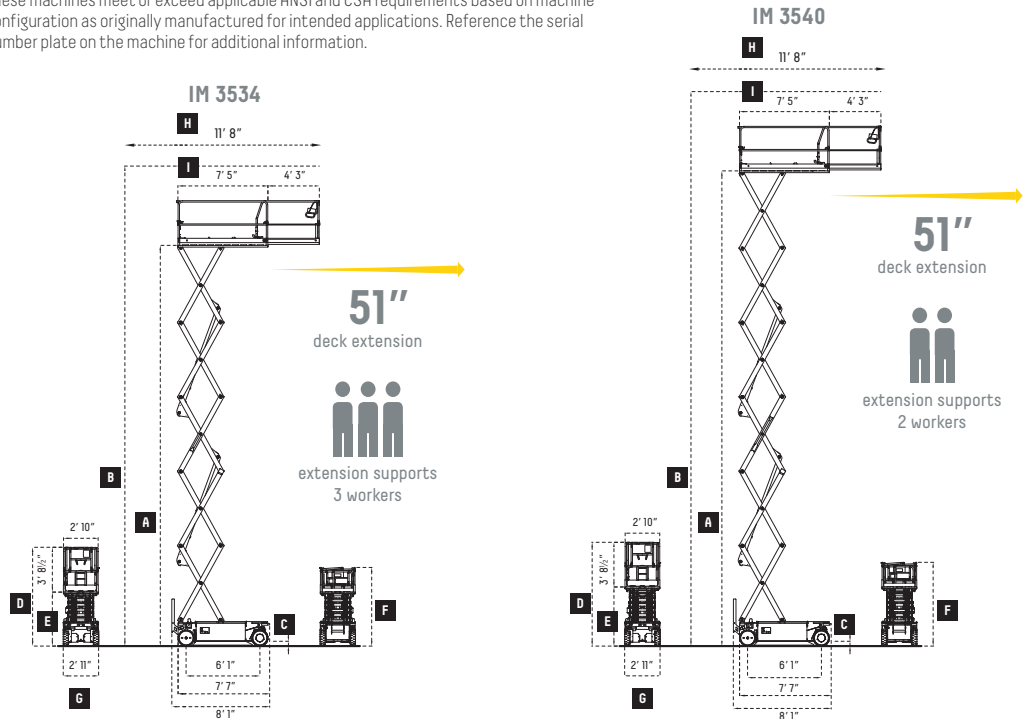 these machines meet or exceed applicable ANSI and CSA requirements based on machine
configuration as originally manufactured for intended applications. Reference the serial
number plate on the machine for additional information.
IM 3534
H
11' 8"
I
7' 5"
4' 3"
51"
deck extension
extension supports
3 workers
B
A
2' 10"
3' 8½"
D
E
F
C
2' 11"
G
6' 1"
7' 7"
8' 1"
IM 3540
H
11' 8"
I
7' 5"
4' 3"
51"
deck extension
extension supports
2 workers
B
A
2' 10"
3' 8½"
D
E
F
C
2' 11"
G
6' 1"
7' 7"
8' 1"